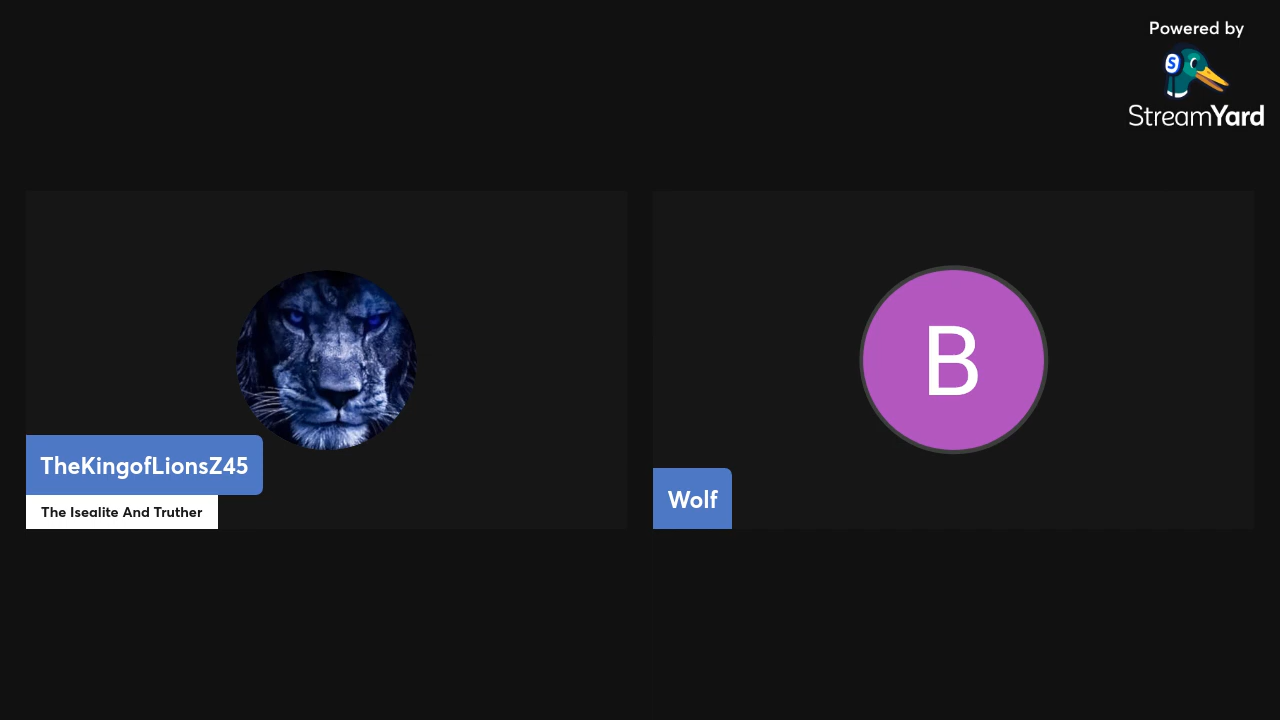 Powered by
S
StreamYard
B
TheKingofLionsZ45
The Isealite And Truther
Wolf